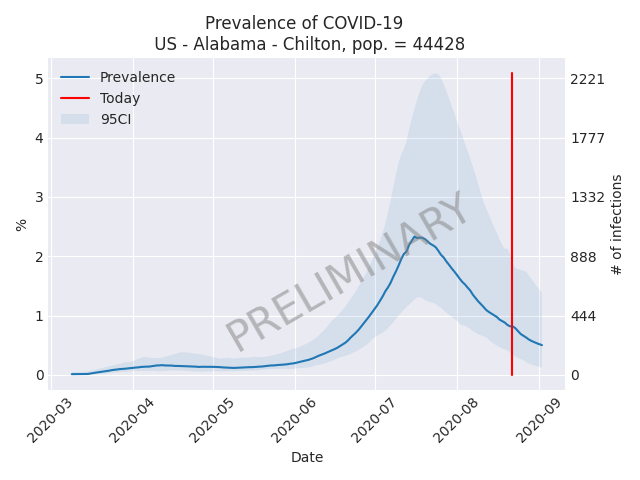 Prevalence of COVID-19
US - Alabama - Chilton, pop. = 44428
Prevalence
Today
95CI
5
4
3
2
1
0
%
2221
1777
1332
888
444
0
# of infections
PRELIMINARY
2020-03
2020-04
2020-05
2020-06
2020-07
2020-08
2020-09
Date